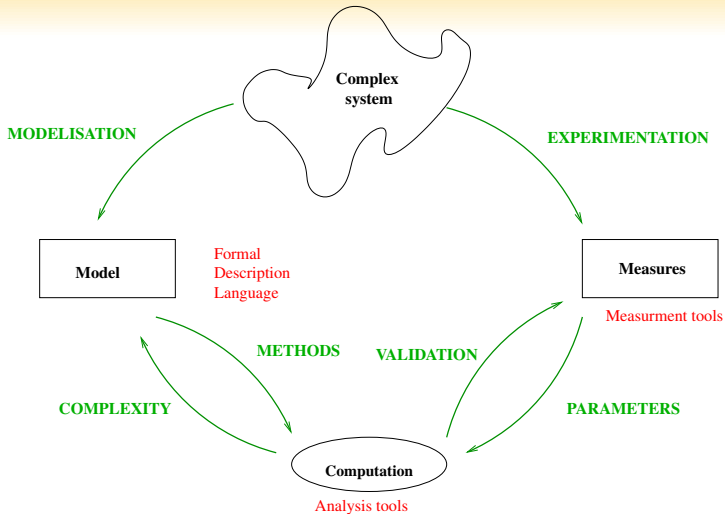 Complex
system
MODELISATION
EXPERIMENTATION
Formal
Description
Language
Model
Measures
Measurment tools
METHODS
VALIDATION
COMPLEXITY
PARAMETERS
Computation
Analysis tools